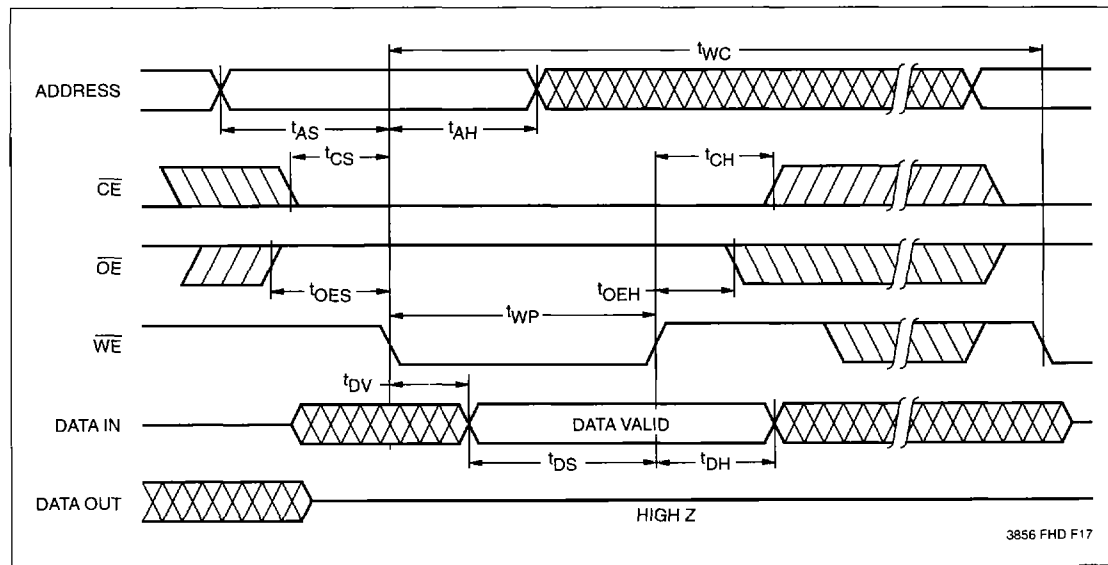 tWC
ADDRESS
tAS
tAH
tCS
tCH
CE
OE
tOES
tOEH
tWP
WE
tDV
DATA IN
DATA VALID
tDS
tDH
DATA OUT
HIGH Z
3856 FHD F17